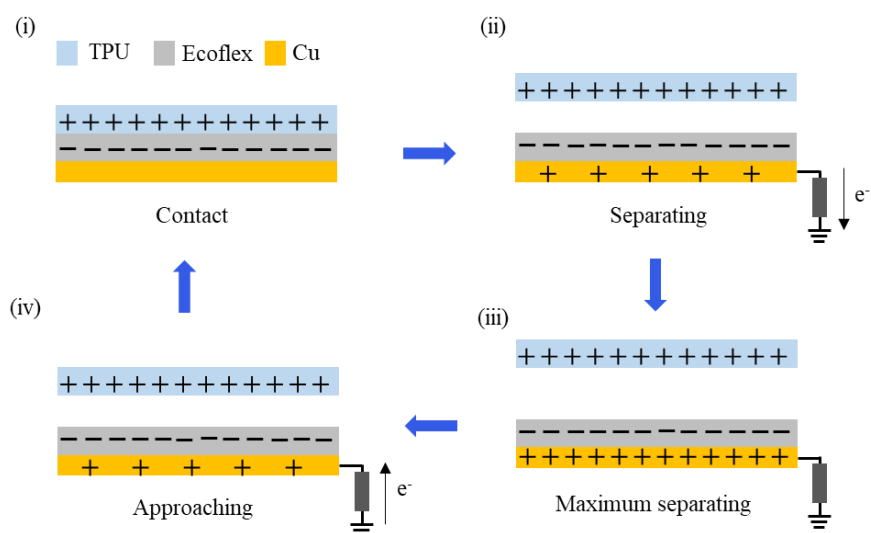 (i)
TPU Ecoflex Cu
Contact
(ii)
e-
Separating
(iii)
Maximum separating
(iv)
e-
Approaching